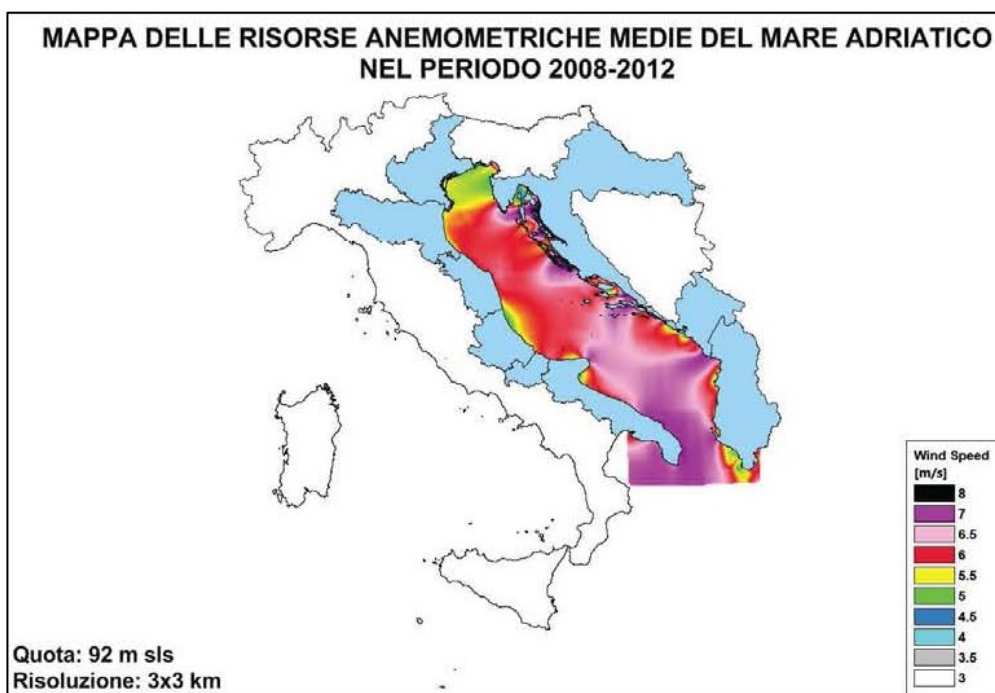 MAPPA DELLE RISORSE ANEMOMETRICHE MEDIE DEL MARE ADRIATICO
NEL PERIODO 2008-2012
Wind Speed
[m/s]
8
7
6.5
6
5.5
5
4.5
4
3.5
3
Quota: 92 m sls
Risoluzione: 3x3 km